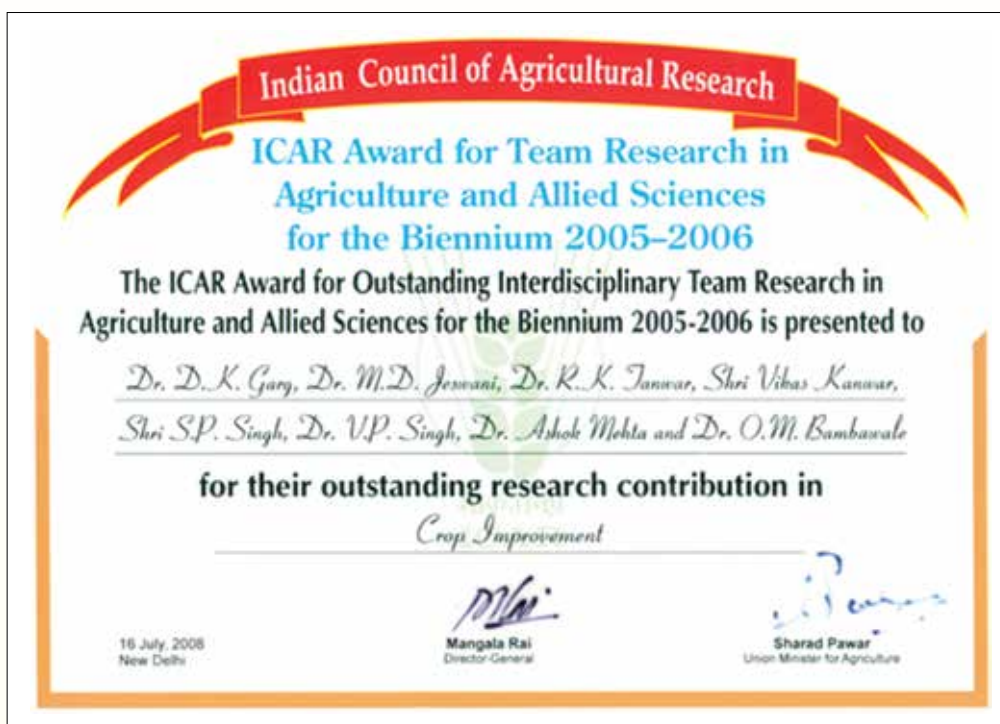 Indian Council of Agricultural Research
ICAR Award for Team Research in
Agriculture and Allied Sciences
for the Biennium 2005–2006
The ICAR Award for Outstanding Interdisciplinary Team Research in
Agriculture and Allied Sciences for the Biennium 2005-2006 is presented to
Dr. D.K. Garg, Dr. M.D. Jeswani, Dr. R.K. Tanwar, Shri Vikas Kanwar,
Shri S.P. Singh, Dr. V.P. Singh, Dr. Ashok Mehta and Dr. O.M. Bambawale
for their outstanding research contribution in
Crop Improvement
16 July, 2008
New Delhi
Mangala Rai
Director-General
Sharad Pawar
Union Minister for Agriculture